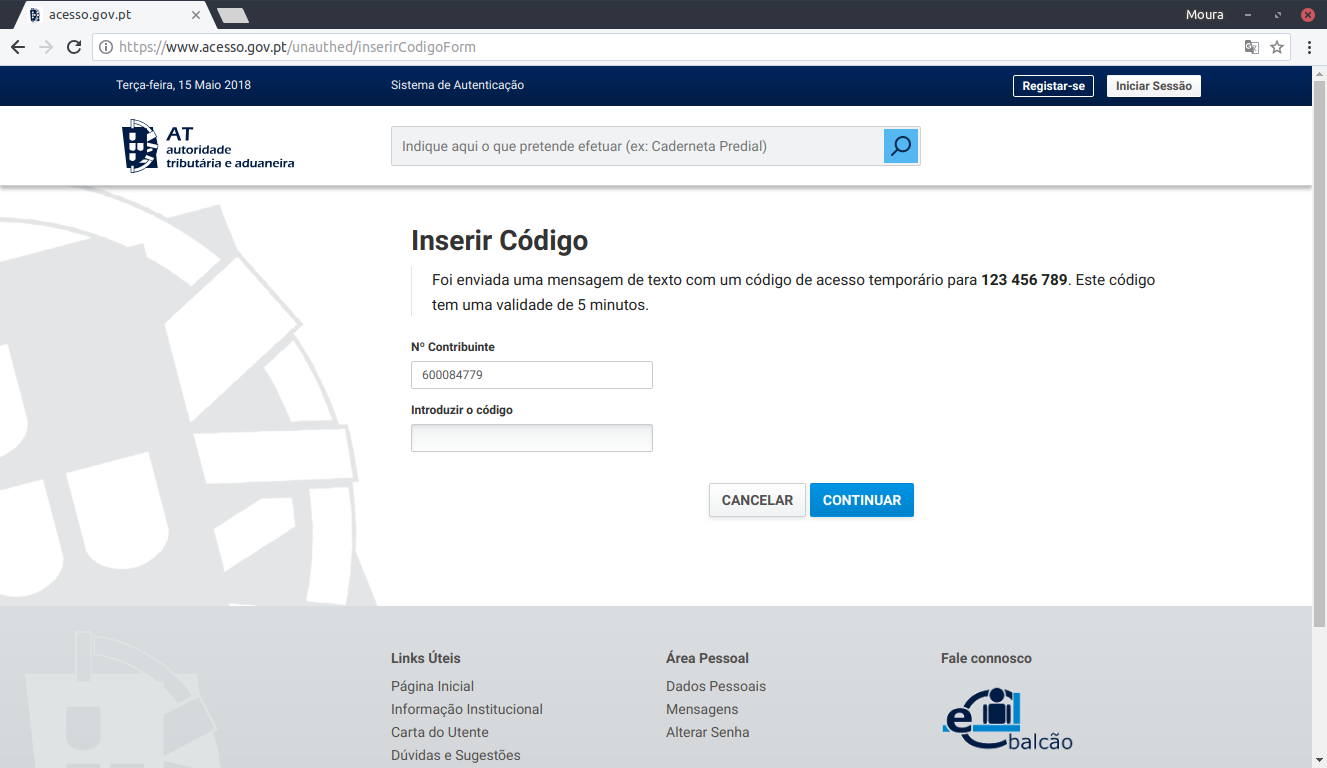 acesso.gov.pt
Moura
https://www.acesso.gov.pt/unauthed/inserirCodigoForm
Terça-feira, 15 Maio 2018
Sistema de Autenticação
Registar-se
Iniciar Sessão
AT
autoridade
tributária e aduaneira
Indique aqui o que pretende efetuar (ex: Caderneta Predial)
Inserir Código
Foi enviada uma mensagem de texto com um código de acesso temporário para 123 456 789. Este código
tem uma validade de 5 minutos.
Nº Contribuinte
600084779
Introduzir o código
CANCELAR
CONTINUAR
Links Úteis
Página Inicial
Informação Institucional
Carta do Utente
Dúvidas e Sugestões
Área Pessoal
Dados Pessoais
Mensagens
Alterar Senha
Fale connosco
e balcão